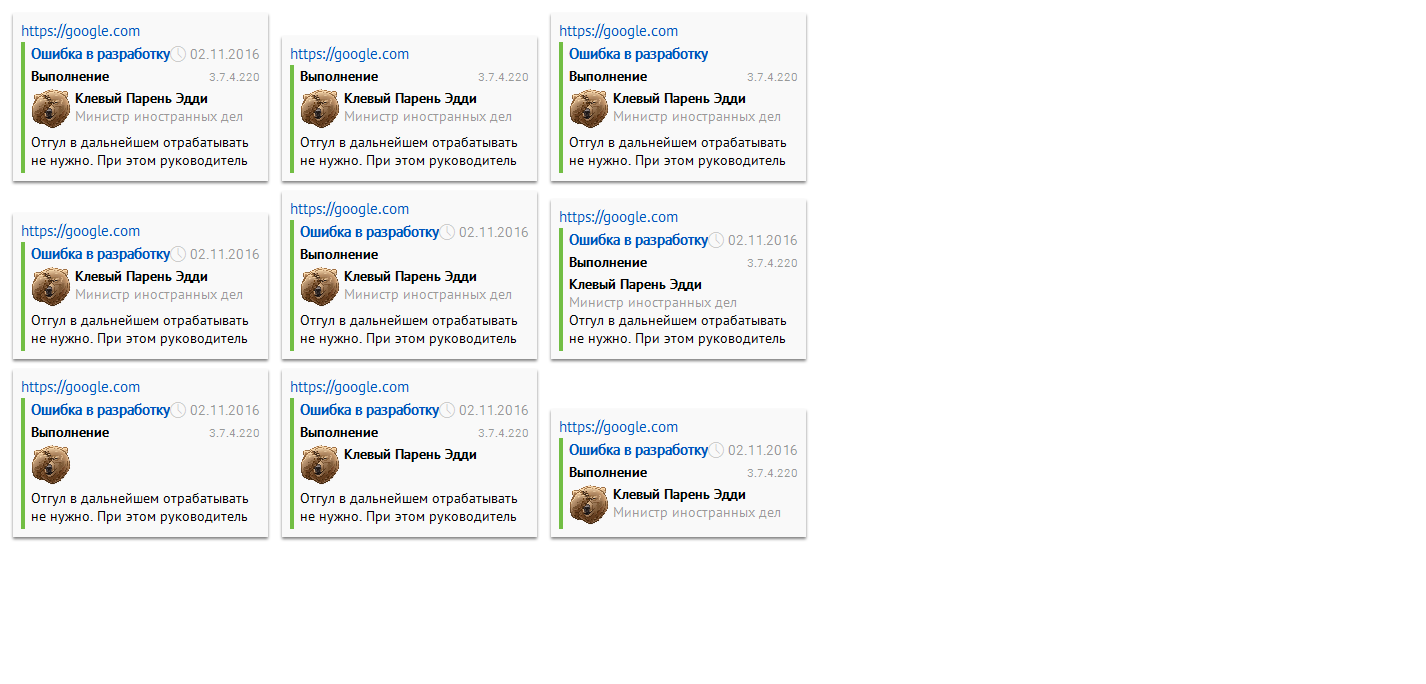 https://google.com
Ошибка в разработку 02.11.2016
Выполнение 3.7.4.220
Клевый Парень Эдди
Министр иностранных дел
Отгул в дальнейшем отрабатывать
не нужно. При этом руководитель
https://google.com
Выполнение 3.7.4.220
Клевый Парень Эдди
Министр иностранных дел
Отгул в дальнейшем отрабатывать
не нужно. При этом руководитель
https://google.com
Ошибка в разработку
Выполнение 3.7.4.220
Клевый Парень Эдди
Министр иностранных дел
Отгул в дальнейшем отрабатывать
не нужно. При этом руководитель
https://google.com
Ошибка в разработку 02.11.2016
Клевый Парень Эдди
Министр иностранных дел
Отгул в дальнейшем отрабатывать
не нужно. При этом руководитель
https://google.com
Ошибка в разработку 02.11.2016
Выполнение
Клевый Парень Эдди
Министр иностранных дел
Отгул в дальнейшем отрабатывать
не нужно. При этом руководитель
https://google.com
Ошибка в разработку 02.11.2016
Выполнение 3.7.4.220
Клевый Парень Эдди
Министр иностранных дел
Отгул в дальнейшем отрабатывать
не нужно. При этом руководитель
https://google.com
Ошибка в разработку 02.11.2016
Выполнение 3.7.4.220
Отгул в дальнейшем отрабатывать
не нужно. При этом руководитель
https://google.com
Ошибка в разработку 02.11.2016
Выполнение 3.7.4.220
Клевый Парень Эдди
Отгул в дальнейшем отрабатывать
не нужно. При этом руководитель
https://google.com
Ошибка в разработку 02.11.2016
Выполнение 3.7.4.220
Клевый Парень Эдди
Министр иностранных дел